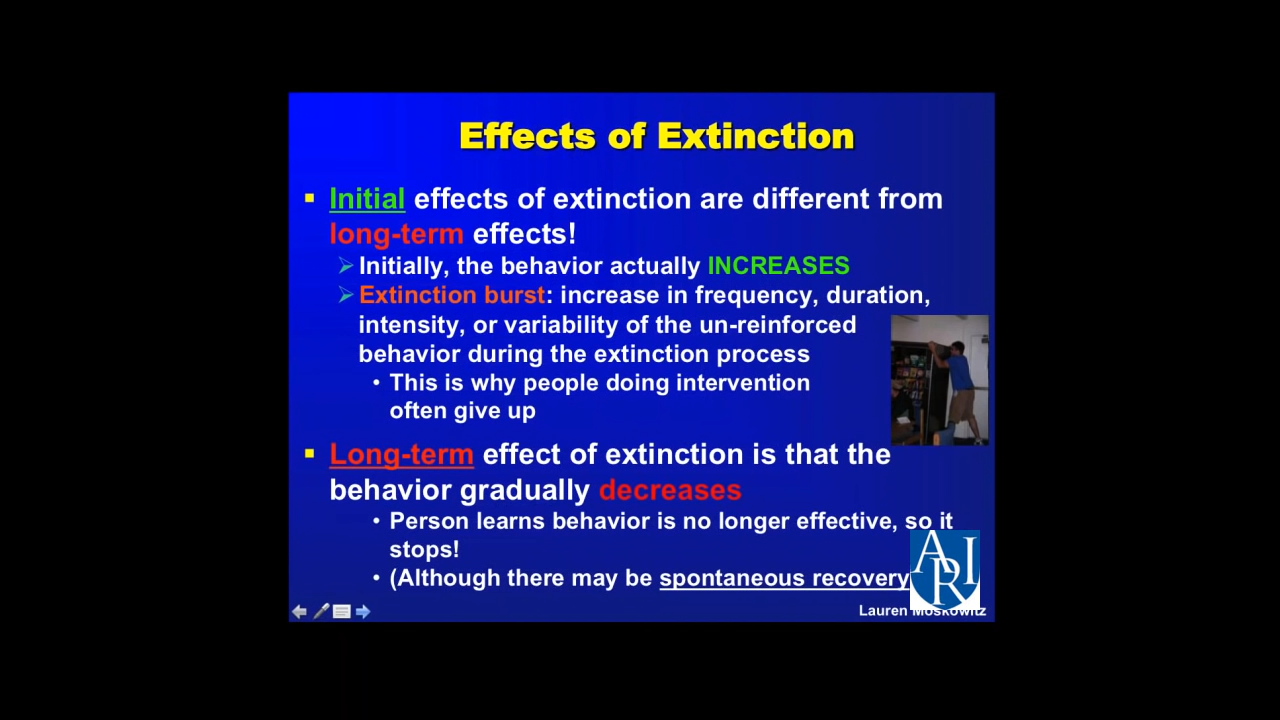 Effects of Extinction
▪ Initial effects of extinction are different from
long-term effects!
➢Initially, the behavior actually INCREASES
➢Extinction burst: increase in frequency, duration,
intensity, or variability of the un-reinforced
behavior during the extinction process
• This is why people doing intervention
often give up
▪ Long-term effect of extinction is that the
behavior gradually decreases
• Person learns behavior is no longer effective, so it
stops!
• (Although there may be spontaneous recovery
ARI
Lauren Moskowitz